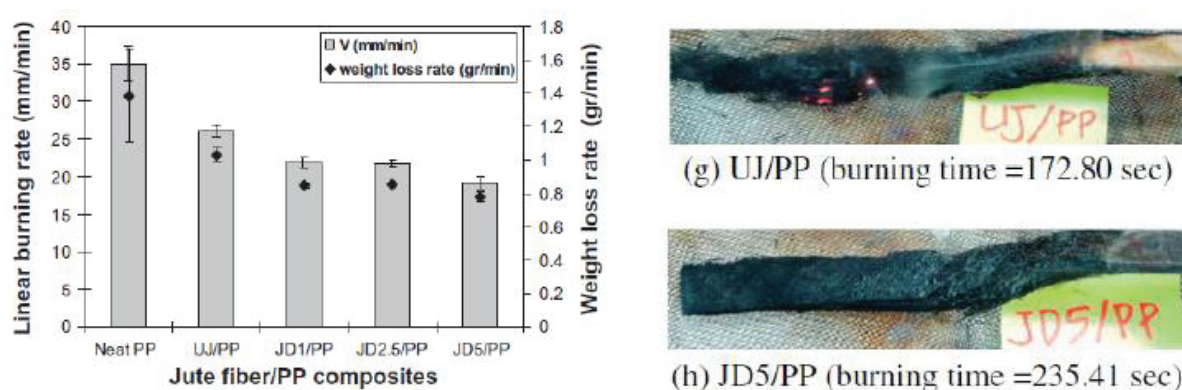 Linear burning rate (mm/min)
40
35
30
25
20
15
10
5
0
V (mm/min)
weight loss rate (gr/min)
1.8
1.6
1.4
1.2
1
0.8
0.6
0.4
0.2
0
Weight loss rate (gr/min)
Neat PP UJ/PP JD1/PP JD2.5/PP JD5/PP
Jute fiber/PP composites
UJ/PP
(g) UJ/PP (burning time =172.80 sec)
JD5/PP
(h) JD5/PP (burning time =235.41 sec)